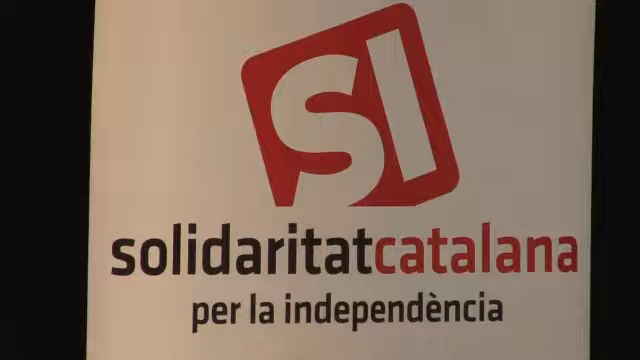 SI
solidaritatcatalana
per la independència